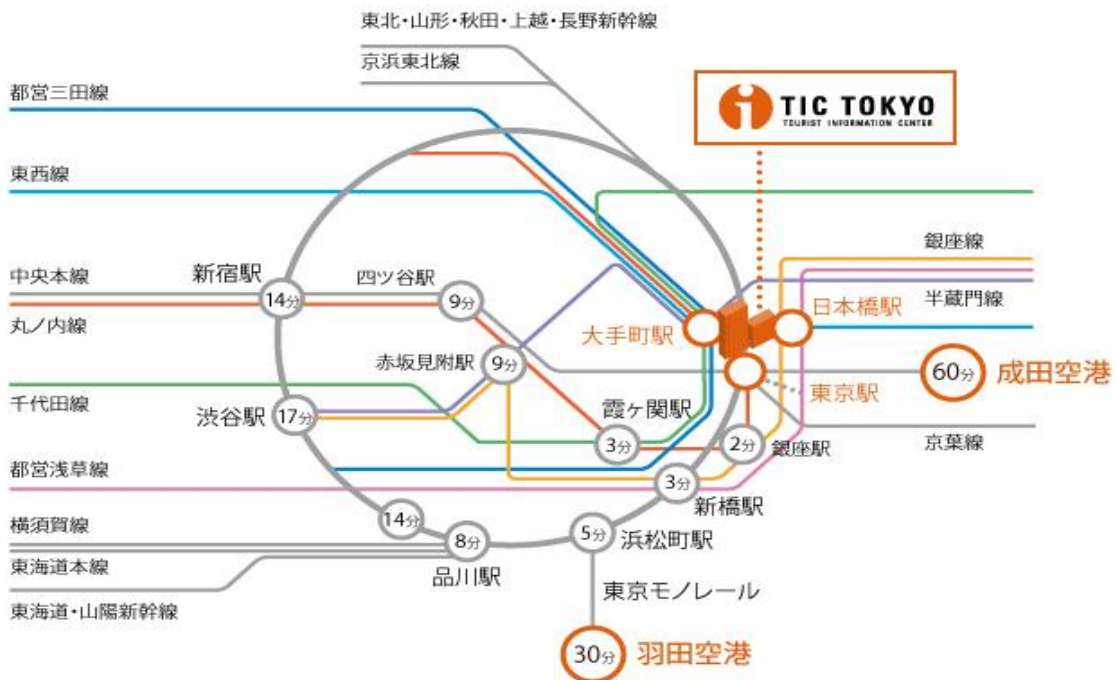 東北・山形・秋田・上越・長野新幹線
京浜東北線
都営三田線
TIC TOKYO
TOURIST INFORMATION CENTER
東西線
銀座線
新宿駅
四ツ谷駅
中央本線
14分
9分
半蔵門線
日本橋駅
丸ノ内線
大手町駅
赤坂見附駅
9分
60分
成田空港
東京駅
千代田線
霞ヶ関駅
渋谷駅
17分
3分
2分
銀座駅
京葉線
都営浅草線
3分
新橋駅
横須賀線
14分
8分
5分
浜松町駅
東海道本線
品川駅
東京モノレール
東海道・山陽新幹線
30分
羽田空港